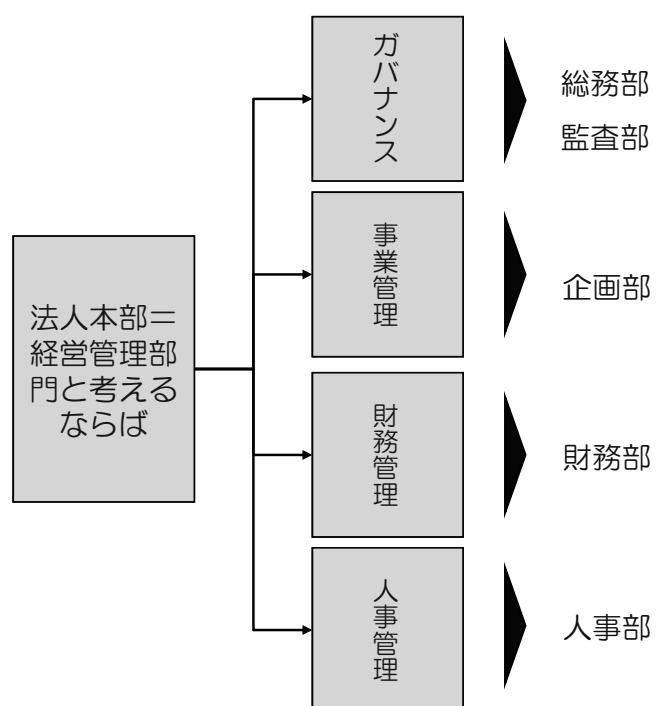 ガバナンス
総務部
監査部
事業管理
企画部
法人本部＝
経営管理部
門と考える
ならば
財務管理
財務部
人事管理
人事部